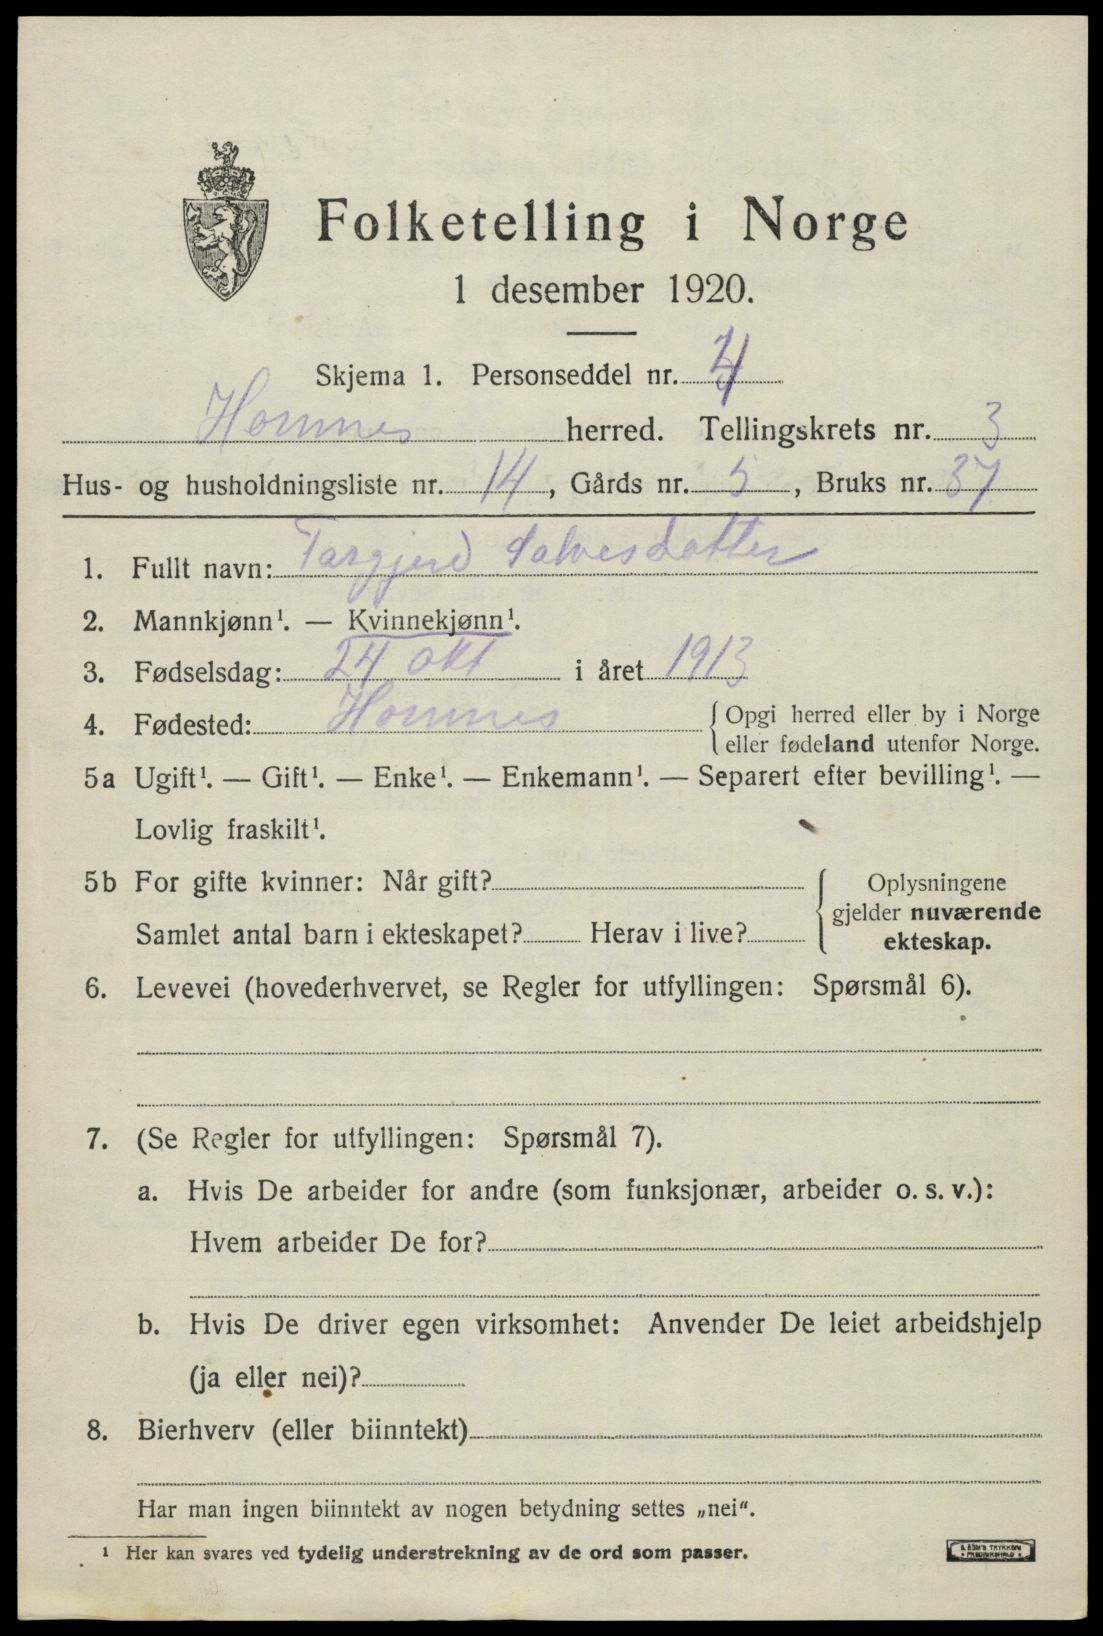 Folketelling i Norge
1 desember 1920.
Skjema 1. Personseddel nr. 4
Hornnes herred. Tellingskrets nr. 3
Hus- og husholdningsliste nr. 14, Gårds nr. 5, Bruks nr. 37
1. Fullt navn: Targjerd Salvesdotter
2. Mannkjønn¹. — Kvinnekjønn¹.
3. Fødselsdag: 24 okt i året 1913
4. Fødested: Hornnes {Opgi herred eller by i Norge
eller fødeland utenfor Norge.
5a Ugift¹. — Gift¹. — Enke¹. — Enkemann¹. — Separert efter bevilling¹. —
Lovlig fraskilt¹.
5b For gifte kvinner: Når gift? { Oplysningene
gjelder nuværende
Samlet antal barn i ekteskapet? Herav i live? ekteskap.
6. Levevei (hovederhvervet, se Regler for utfyllingen: Spørsmål 6).
7. (Se Regler for utfyllingen: Spørsmål 7).
a. Hvis De arbeider for andre (som funksjonær, arbeider o. s. v.):
Hvem arbeider De for?
b. Hvis De driver egen virksomhet: Anvender De leiet arbeidshjelp
(ja eller nei)?
8. Bierhverv (eller biinntekt)
Har man ingen biinntekt av nogen betydning settes „nei“.
¹ Her kan svares ved tydelig understrekning av de ord som passer.